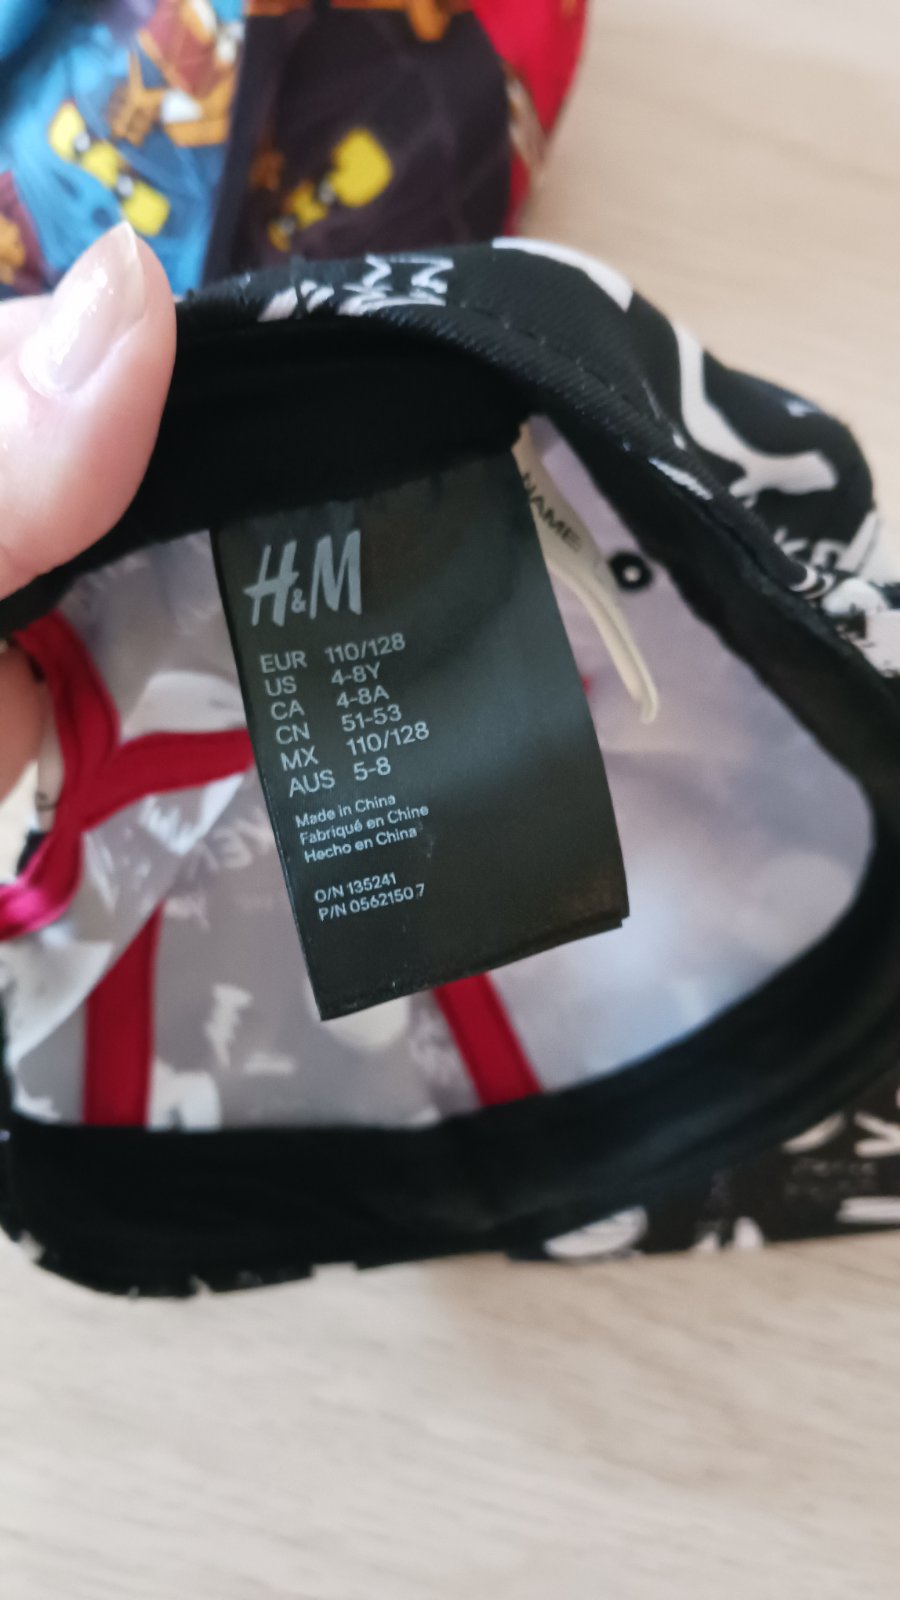 H&M
EUR 110/128
US 4-8Y
CA 4-8A
CN 51-53
MX 110/128
AUS 5-8
Made in China
Fabriqué en Chine
Hecho en China
O/N 135241
P/N 0562150 7
NAME: